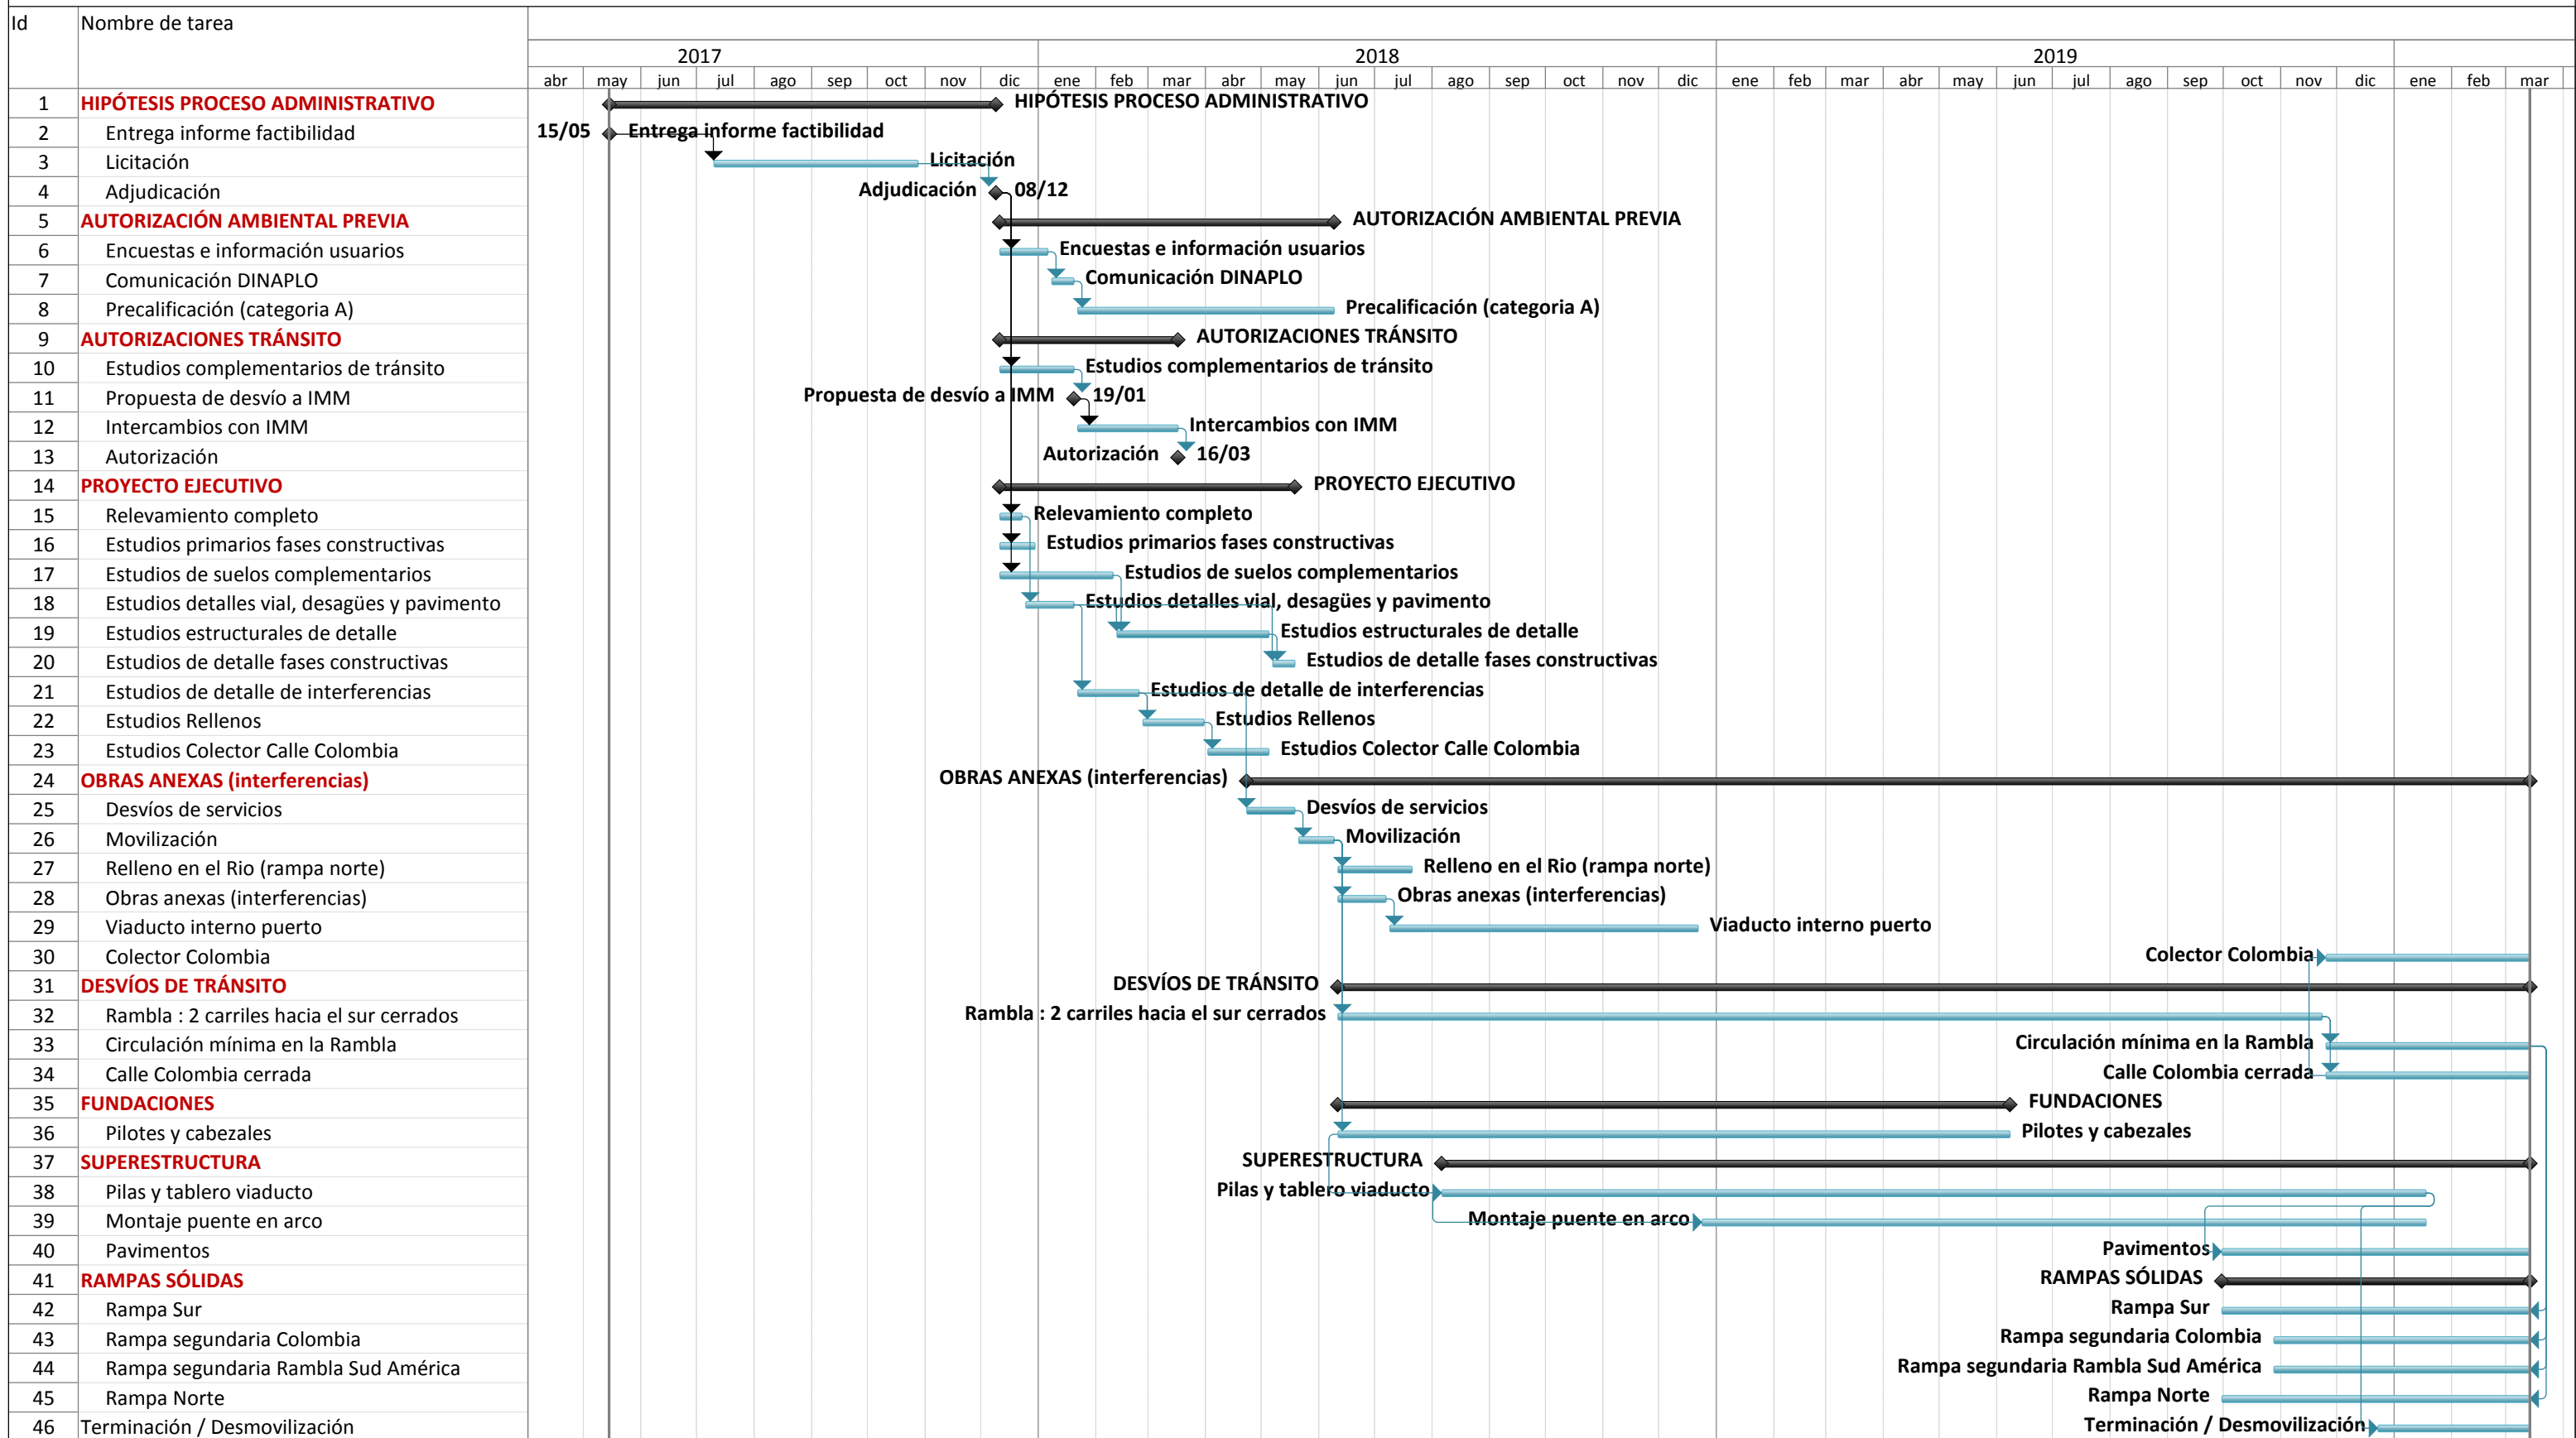 Id Nombre de tarea
2017 2018 2019
abr may jun jul ago sep oct nov dic ene feb mar abr may jun jul ago sep oct nov dic ene feb mar abr may jun jul ago sep oct nov dic ene feb mar
1 HIPÓTESIS PROCESO ADMINISTRATIVO HIPÓTESIS PROCESO ADMINISTRATIVO
2 Entrega informe factibilidad 15/05 Entrega informe factibilidad
3 Licitación Licitación
4 Adjudicación Adjudicación 08/12
5 AUTORIZACIÓN AMBIENTAL PREVIA AUTORIZACIÓN AMBIENTAL PREVIA
6 Encuestas e información usuarios Encuestas e información usuarios
7 Comunicación DINAPLO Comunicación DINAPLO
8 Precalificación (categoria A) Precalificación (categoria A)
9 AUTORIZACIONES TRÁNSITO AUTORIZACIONES TRÁNSITO
10 Estudios complementarios de tránsito Estudios complementarios de tránsito
11 Propuesta de desvío a IMM Propuesta de desvío a IMM 19/01
12 Intercambios con IMM Intercambios con IMM
13 Autorización Autorización 16/03
14 PROYECTO EJECUTIVO PROYECTO EJECUTIVO
15 Relevamiento completo Relevamiento completo
16 Estudios primarios fases constructivas Estudios primarios fases constructivas
17 Estudios de suelos complementarios Estudios de suelos complementarios
18 Estudios detalles vial, desagües y pavimento Estudios detalles vial, desagües y pavimento
19 Estudios estructurales de detalle Estudios estructurales de detalle
20 Estudios de detalle fases constructivas Estudios de detalle fases constructivas
21 Estudios de detalle de interferencias Estudios de detalle de interferencias
22 Estudios Rellenos Estudios Rellenos
23 Estudios Colector Calle Colombia Estudios Colector Calle Colombia
24 OBRAS ANEXAS (interferencias) OBRAS ANEXAS (interferencias)
25 Desvíos de servicios Desvíos de servicios
26 Movilización Movilización
27 Relleno en el Rio (rampa norte) Relleno en el Rio (rampa norte)
28 Obras anexas (interferencias) Obras anexas (interferencias)
29 Viaducto interno puerto Viaducto interno puerto
30 Colector Colombia Colector Colombia
31 DESVÍOS DE TRÁNSITO DESVÍOS DE TRÁNSITO
32 Rambla : 2 carriles hacia el sur cerrados Rambla : 2 carriles hacia el sur cerrados
33 Circulación mínima en la Rambla Circulación mínima en la Rambla
34 Calle Colombia cerrada Calle Colombia cerrada
35 FUNDACIONES FUNDACIONES
36 Pilotes y cabezales Pilotes y cabezales
37 SUPERESTRUCTURA SUPERESTRUCTURA
38 Pilas y tablero viaducto Pilas y tablero viaducto
39 Montaje puente en arco Montaje puente en arco
40 Pavimentos Pavimentos
41 RAMPAS SÓLIDAS RAMPAS SÓLIDAS
42 Rampa Sur Rampa Sur
43 Rampa segundaria Colombia Rampa segundaria Colombia
44 Rampa segundaria Rambla Sud América Rampa segundaria Rambla Sud América
45 Rampa Norte Rampa Norte
46 Terminación / Desmovilización Terminación / Desmovilización